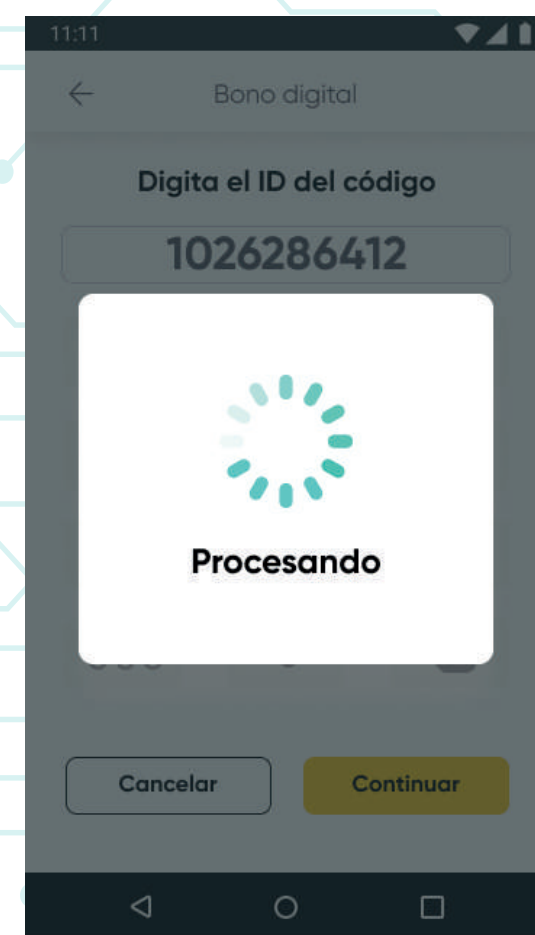 11:11
Bono digital
Digita el ID del código
1026286412
Procesando
Cancelar
Continuar